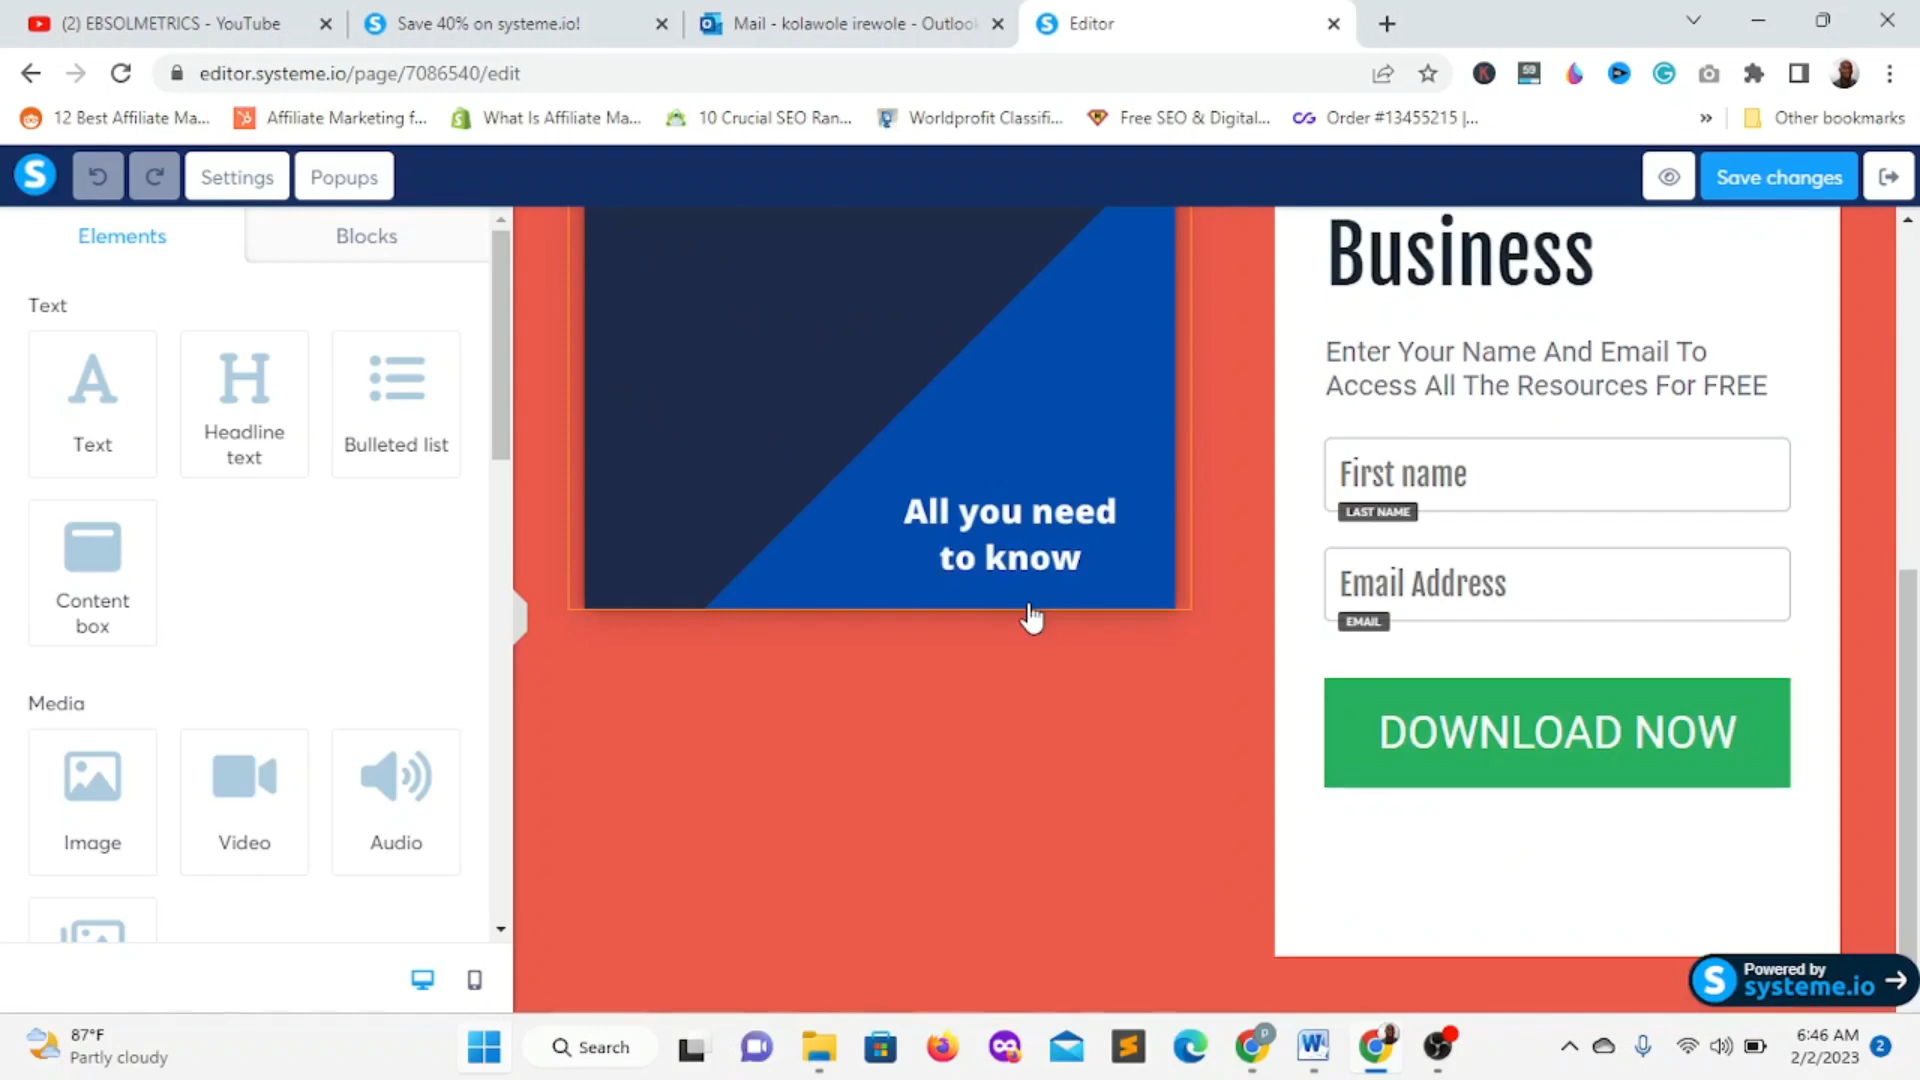 (2) EBSOLMETRICS - YouTube
Save 40% on systeme.io!
Mail - kolawole irewole - Outloo
Editor
editor.systeme.io/page/7086540/edit
12 Best Affiliate Ma...
Affiliate Marketing f...
What Is Affiliate Ma...
10 Crucial SEO Ran...
Worldprofit Classifi...
Free SEO & Digital...
Order #13455215 |...
»
Other bookmarks
Settings
Popups
Save changes
Elements
Blocks
Text
Text
Headline
text
Bulleted list
Content
box
Media
Image
Video
Audio
All you need
to know
Business
Enter Your Name And Email To
Access All The Resources For FREE
First name
LAST NAME
Email Address
EMAIL
DOWNLOAD NOW
Powered by
systeme.io
87°F
Partly cloudy
Search
6:46 AM
2/2/2023
2